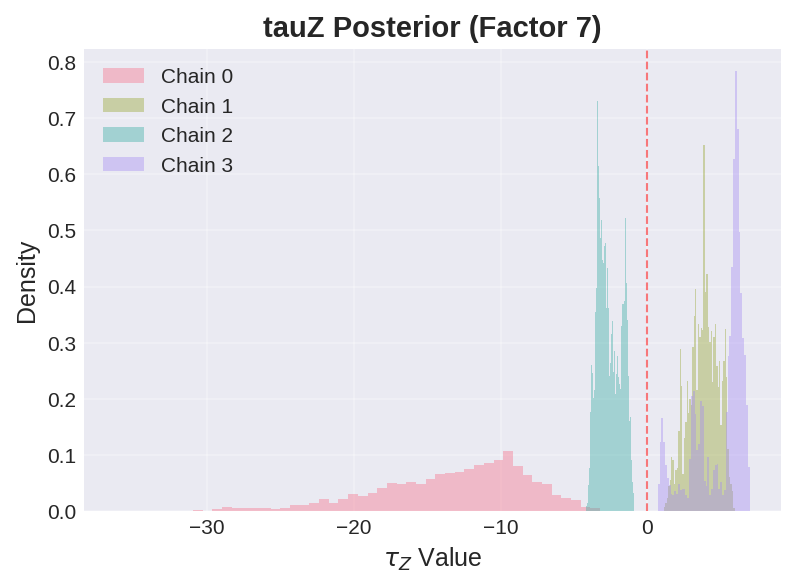 tauZ Posterior (Factor 7)
Chain 0
Chain 1
Chain 2
Chain 3
0.8
0.7
0.6
0.5
0.4
0.3
0.2
0.1
0.0
Density
−30
−20
−10
0
τZ Value